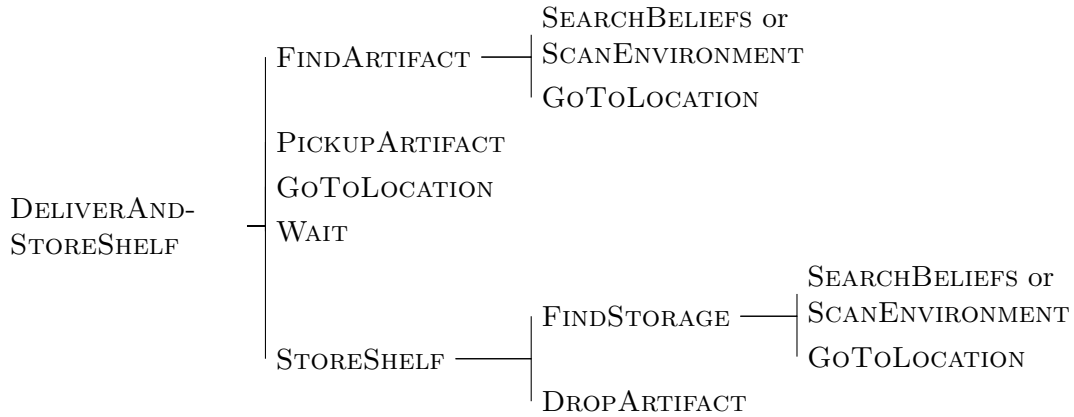 SEARCHBELIEFS or
FINDARTIFACT
SCANENVIRONMENT
GOTOLOCATION
PICKUPARTIFACT
GOTOLOCATION
DELIVERAND-
STORESHELF
WAIT
SEARCHBELIEFS or
FINDSTORAGE
SCANENVIRONMENT
STORESHELF
GOTOLOCATION
DROPARTIFACT